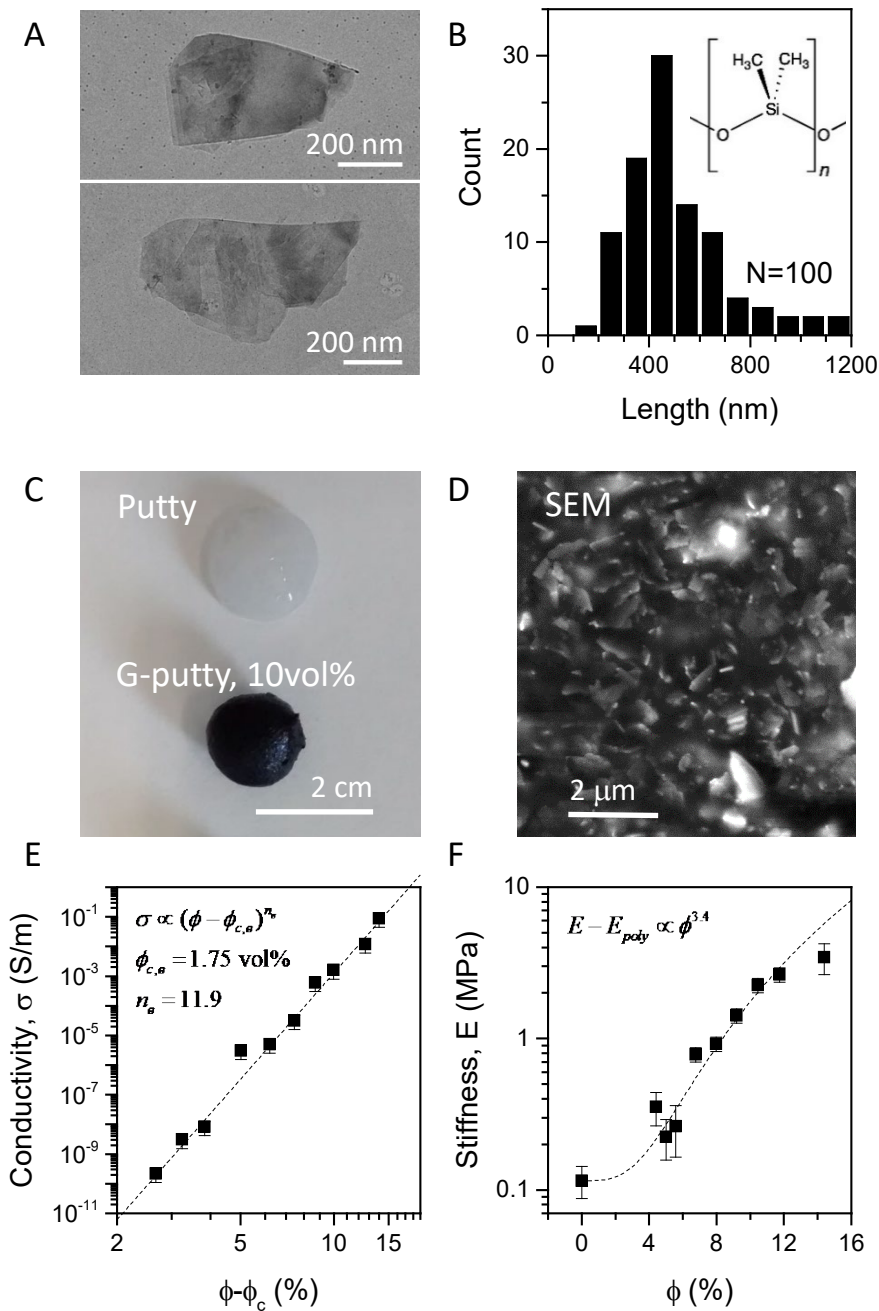 A
200 nm
200 nm
B
Count
30
20
10
0
0
400
800
1200
Length (nm)
N=100
H₃C
CH₃
Si
O
O
n
C
Putty
G-putty, 10vol%
2 cm
D
SEM
2 μm
E
Conductivity, σ (S/m)
10⁻¹
10⁻³
10⁻⁵
10⁻⁷
10⁻⁹
10⁻¹¹
σ ∝ (ϕ – ϕc,e)ⁿᵉ
ϕc,e = 1.75 vol%
nₑ = 11.9
2
5
10
15
ϕ-ϕc (%)
F
Stiffness, E (MPa)
10
1
0.1
E – Epoly ∝ ϕ³·⁴
0
4
8
12
16
ϕ (%)